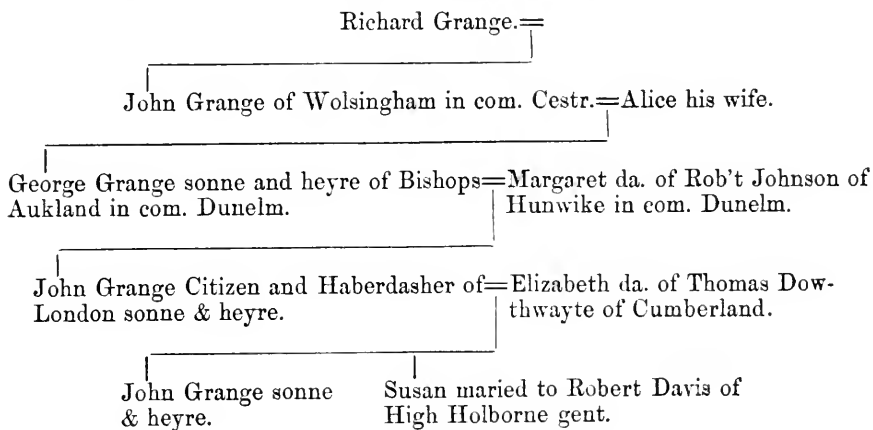 Richard Grange.=
John Grange of Wolsingham in com. Cestr.=Alice his wife.
George Grange sonne and heyre of Bishops=Margaret da. of Rob't Johnson of
Aukland in com. Dunelm. Hunwike in com. Dunelm.
John Grange Citizen and Haberdasher of=Elizabeth da. of Thomas Dow-
London sonne & heyre. thwayte of Cumberland.
John Grange sonne Susan maried to Robert Davis of
& heyre. High Holborne gent.